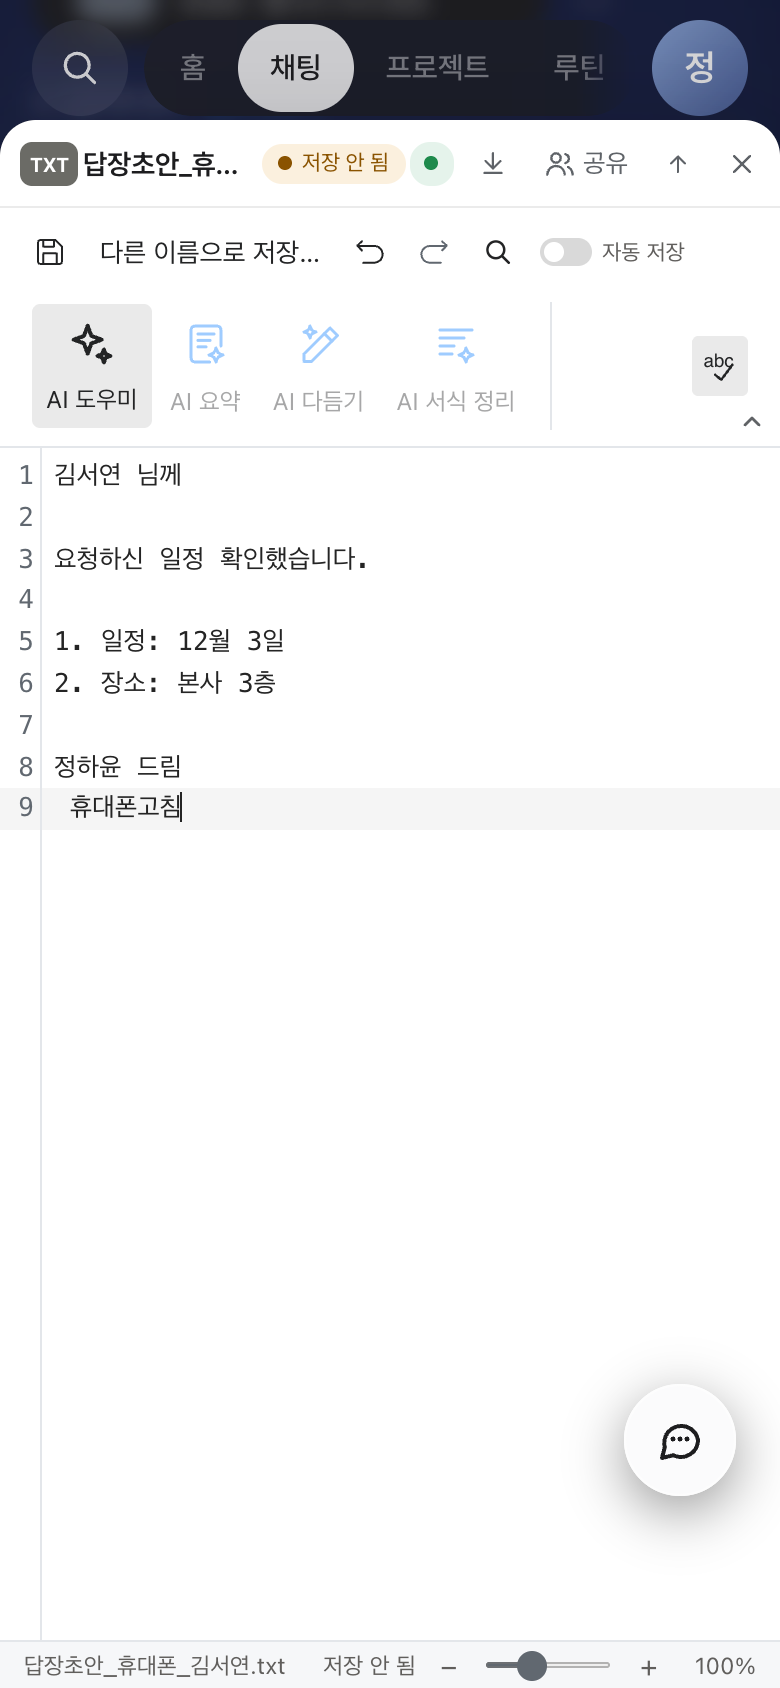 홈 채팅 프로젝트 루틴 정
TXT 답장초안_휴... 저장 안 됨 공유
다른 이름으로 저장... 자동 저장
abc
AI 도우미 AI 요약 AI 다듬기 AI 서식 정리
1 김서연 님께
2
3 요청하신 일정 확인했습니다.
4
5 1. 일정: 12월 3일
6 2. 장소: 본사 3층
7
8 정하윤 드림
9 휴대폰고침
답장초안_휴대폰_김서연.txt 저장 안 됨 − + 100%